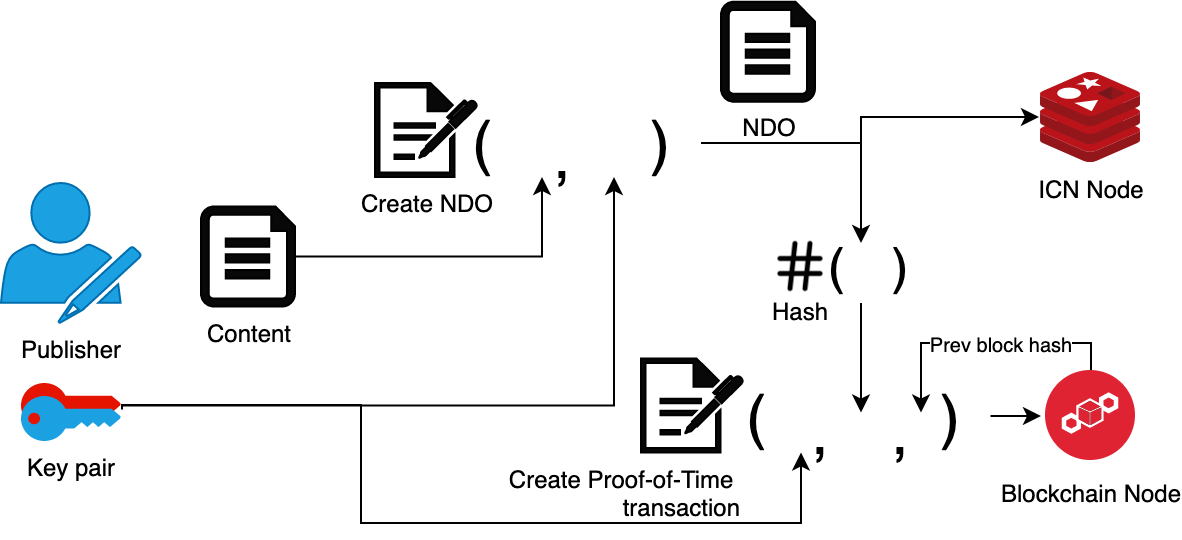 NDO
( , )
Create NDO
ICN Node
#( )
Hash
Content
Publisher
Prev block hash
( , , )
Key pair
Create Proof-of-Time
transaction
Blockchain Node